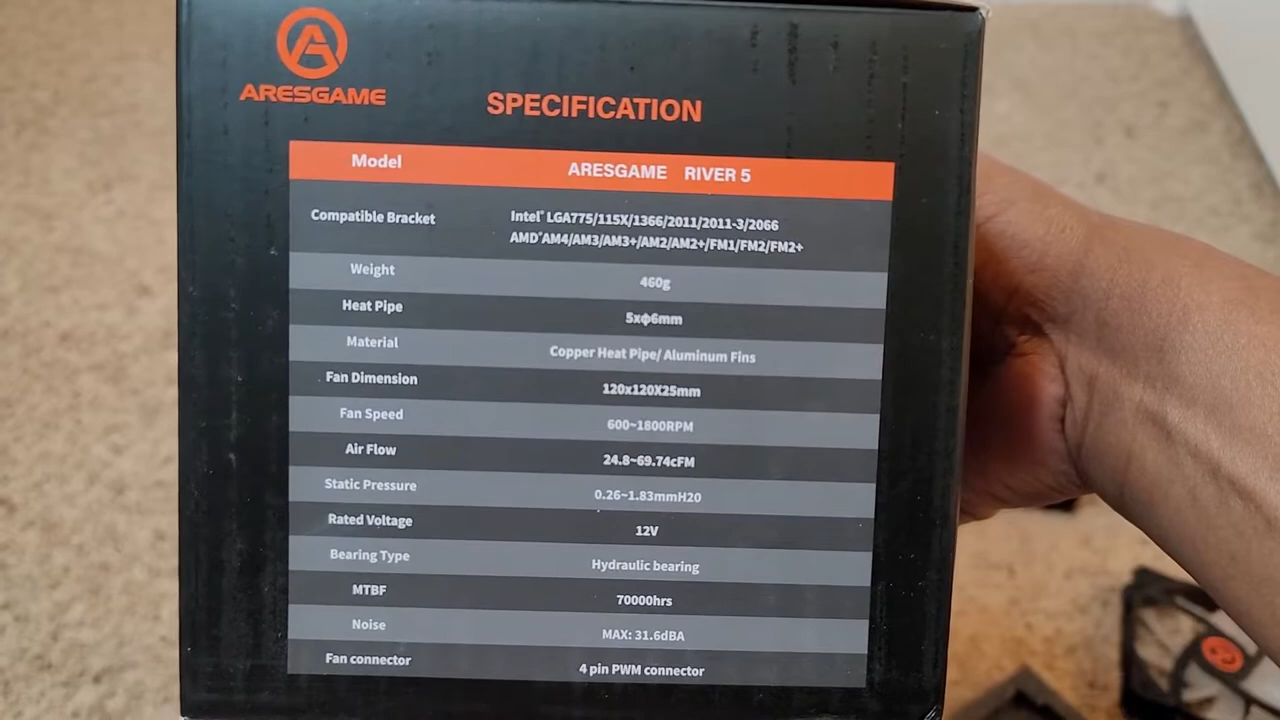 ARESGAME
SPECIFICATION
Model ARESGAME RIVER 5
Compatible Bracket Intel® LGA775/115X/1366/2011/2011-3/2066
AMD®AM4/AM3/AM3+/AM2/AM2+/FM1/FM2/FM2+
Weight 460g
Heat Pipe 5xφ6mm
Material Copper Heat Pipe/ Aluminum Fins
Fan Dimension 120x120X25mm
Fan Speed 600~1800RPM
Air Flow 24.8~69.74cFM
Static Pressure 0.26~1.83mmH20
Rated Voltage 12V
Bearing Type Hydraulic bearing
MTBF 70000hrs
Noise MAX: 31.6dBA
Fan connector 4 pin PWM connector